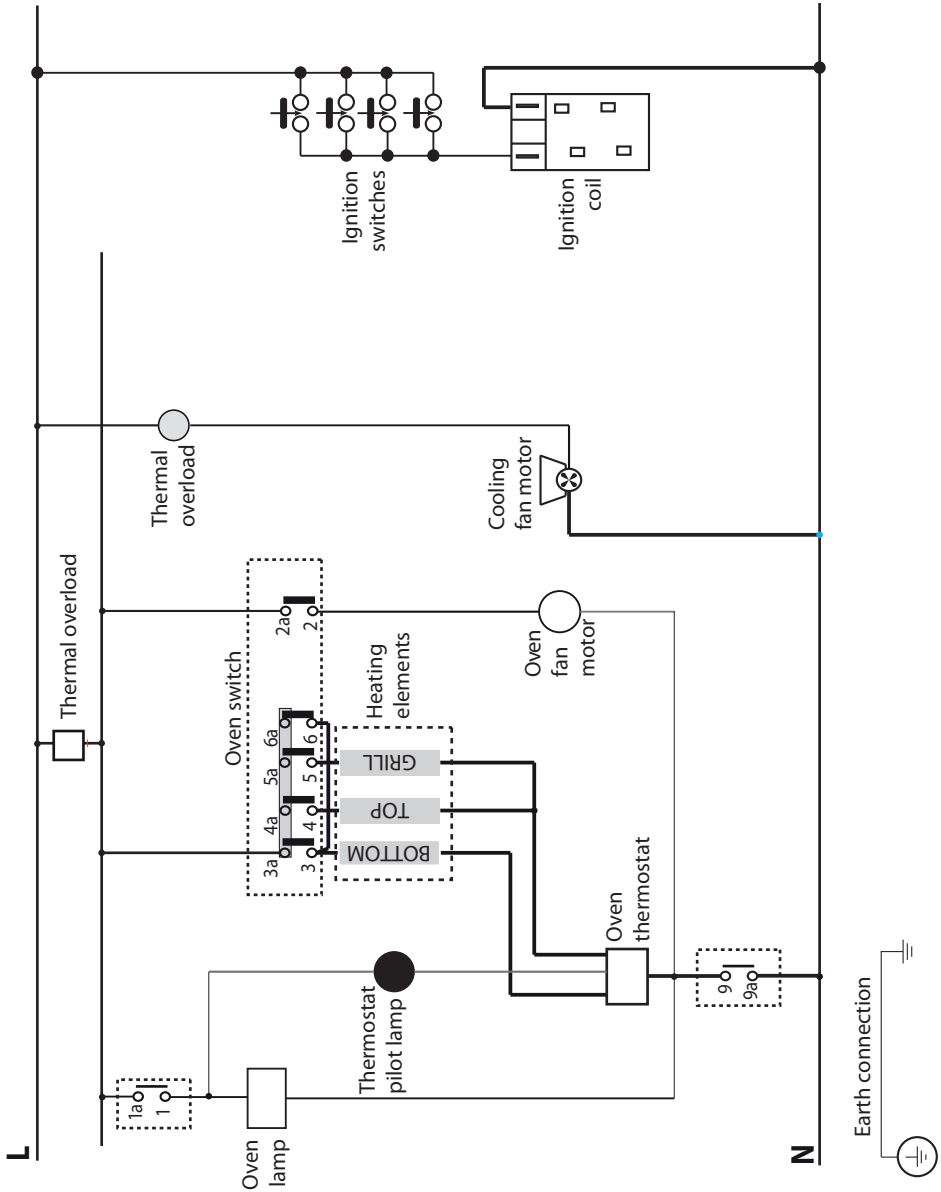 L
Thermal overload
Thermal
overload
Ignition
switches
Ignition
coil
Cooling
fan motor
Oven switch
1a
1
3a
3
4a
4
5a
5
6a
6
2a
2
Heating
elements
BOTTOM
TOP
GRILL
Oven
fan
motor
Thermostat
pilot lamp
Oven
thermostat
Oven
lamp
9
9a
N
Earth connection